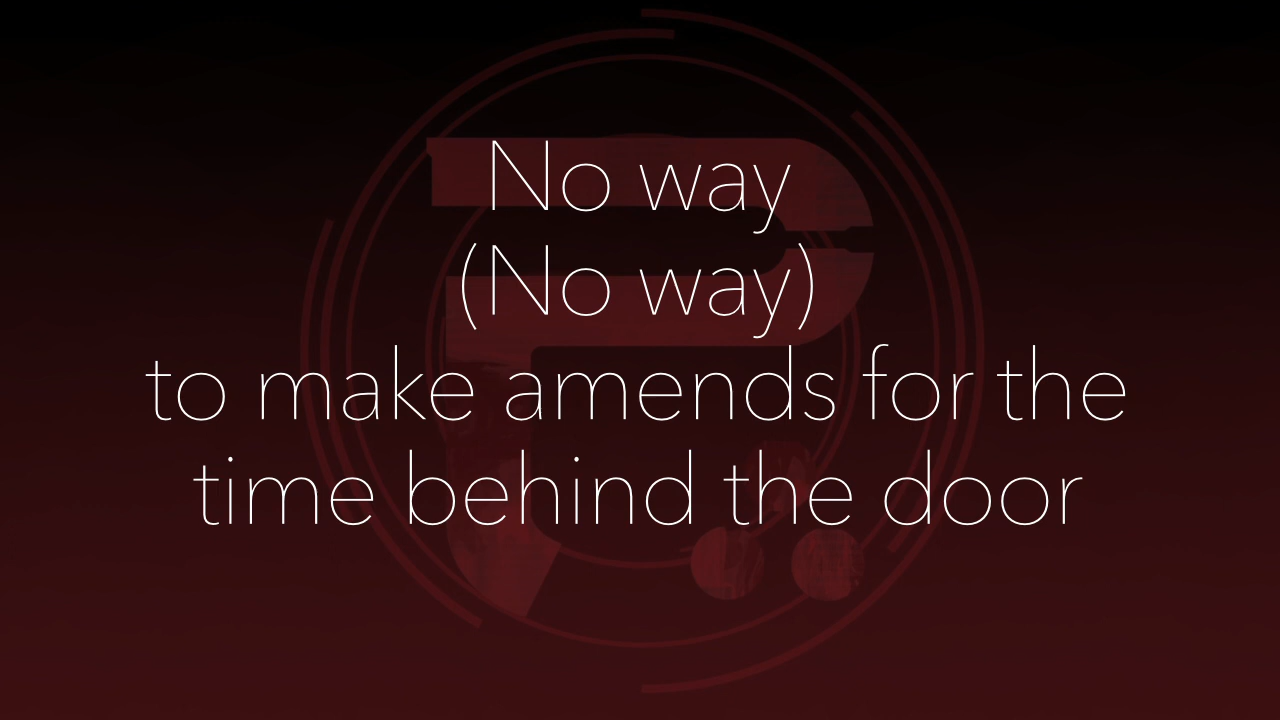 No way
(No way)
to make amends for the
time behind the door